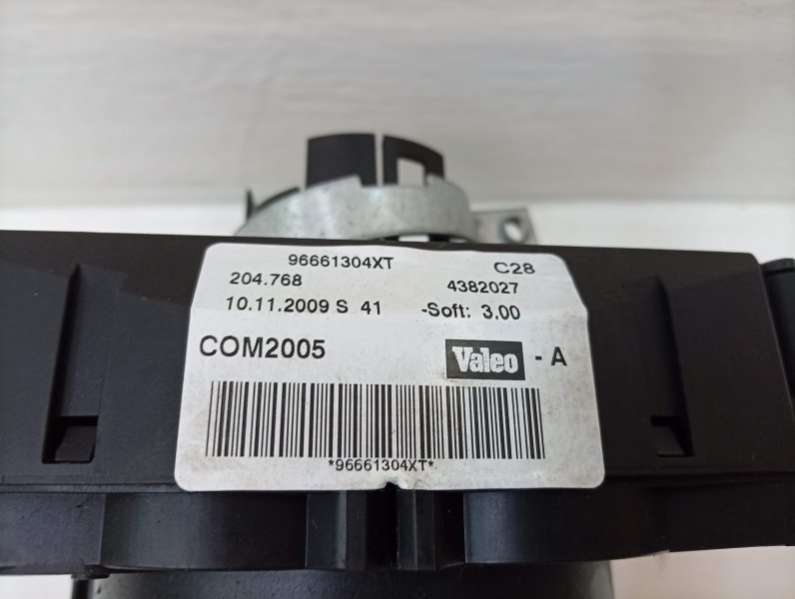 96661304XT C28
204.768 4382027
10.11.2009 S 41 -Soft: 3.00
COM2005 Valeo - A
*96661304XT*